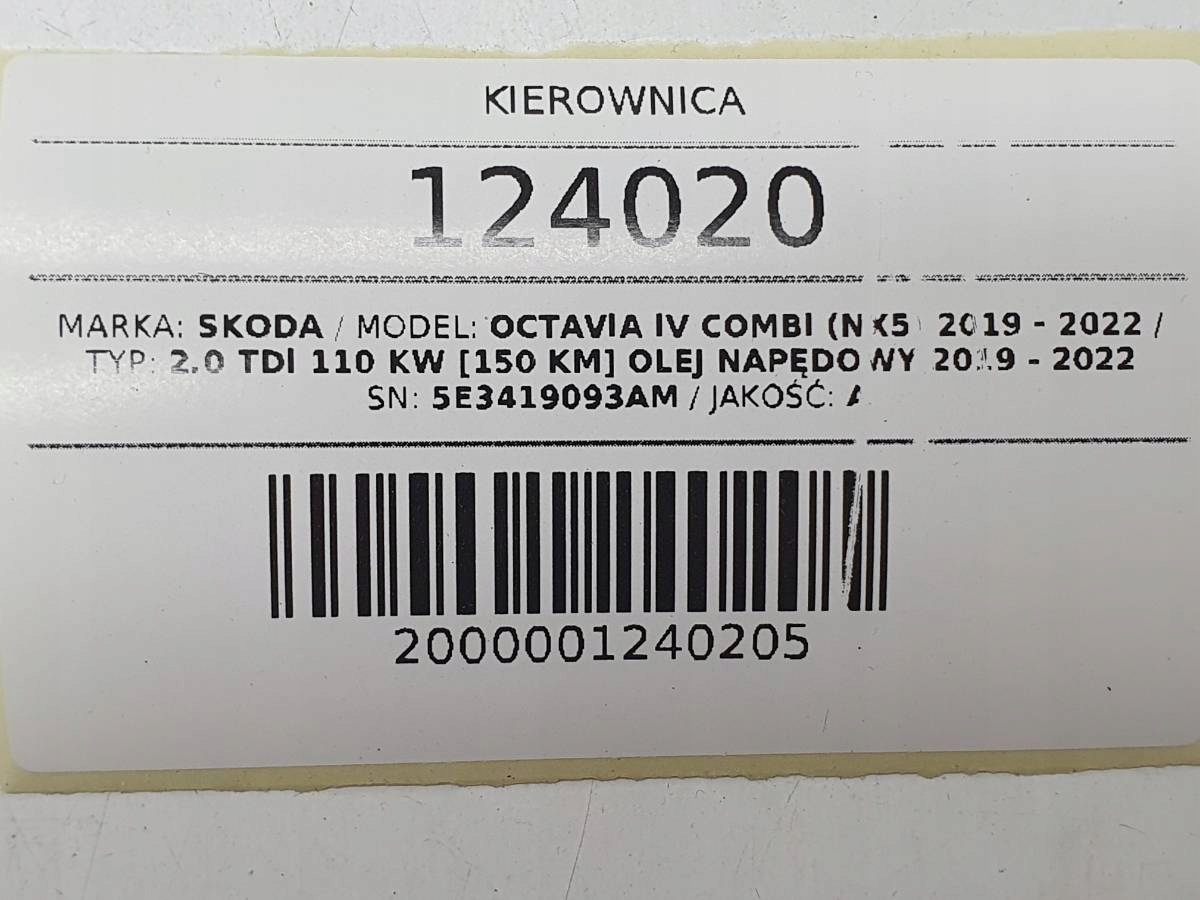 KIEROWNICA
124020
MARKA: SKODA / MODEL: OCTAVIA IV COMBI (NX5) 2019 - 2022 /
TYP: 2.0 TDI 110 KW [150 KM] OLEJ NAPĘDOWY 2019 - 2022
SN: 5E3419093AM / JAKOŚĆ: A
2000001240205